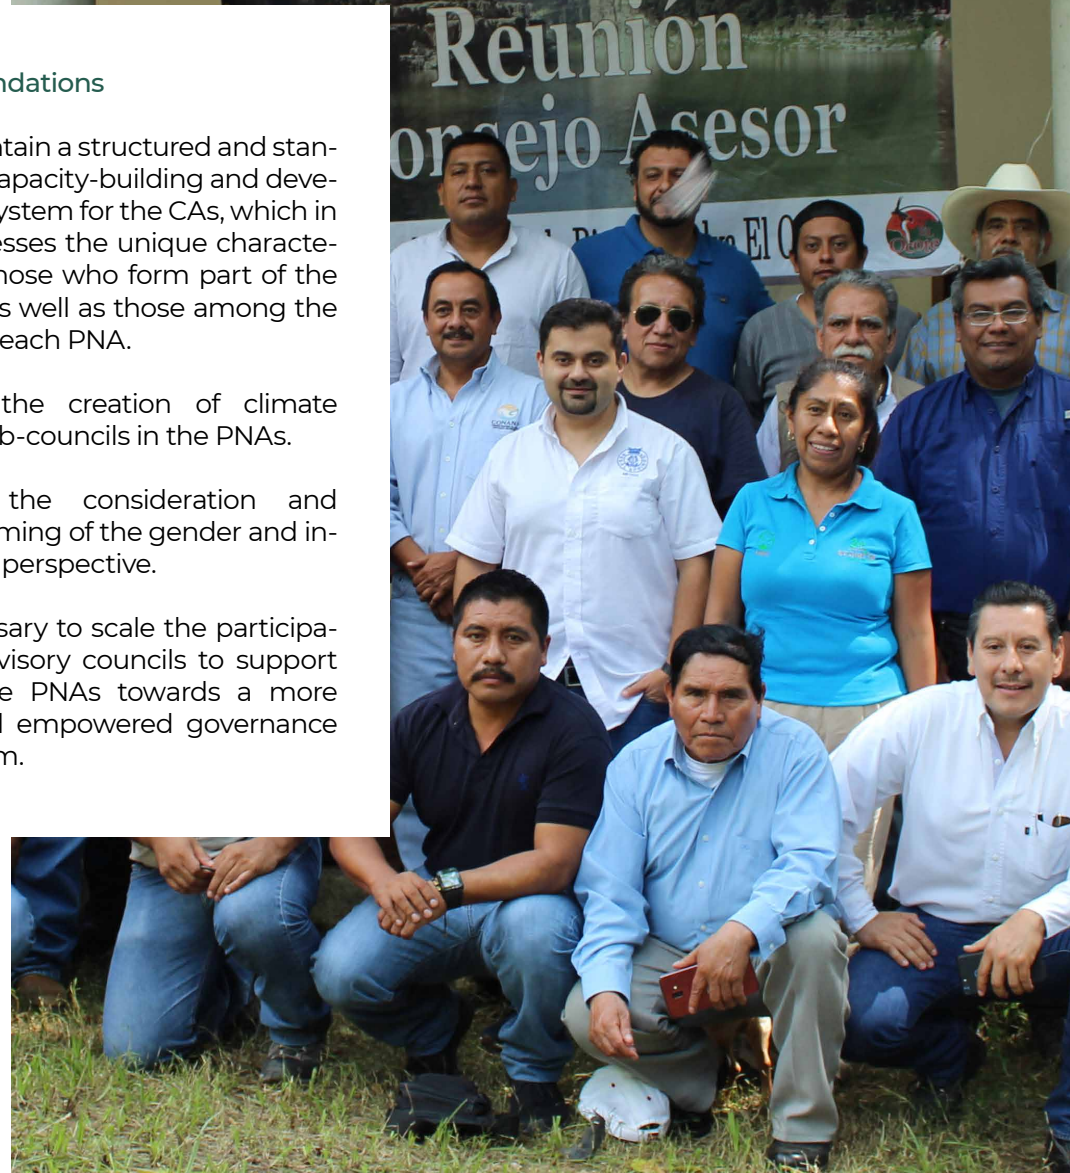 ndations
ntain a structured and stan-
apacity-building and deve-
ystem for the CAs, which in
esses the unique characte-
hose who form part of the
s well as those among the
each PNA.
the creation of climate
b-councils in the PNAs.
the consideration and
ming of the gender and in-
perspective.
sary to scale the participa-
visory councils to support
e PNAs towards a more
d empowered governance
m.
Reunión
onsejo Asesor
El O
CONANP